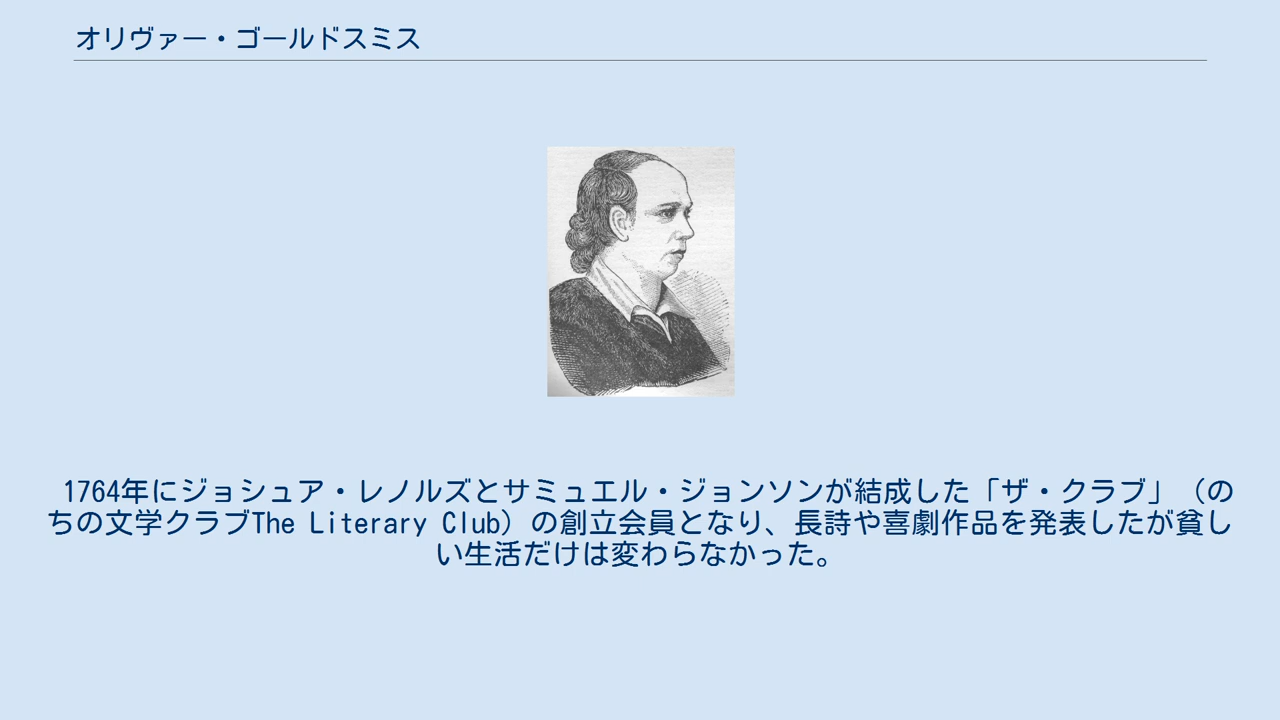 オリヴァー・ゴールドスミス
1764年にジョシュア・レノルズとサミュエル・ジョンソンが結成した「ザ・クラブ」（の
ちの文学クラブThe Literary Club）の創立会員となり、長詩や喜劇作品を発表したが貧し
い生活だけは変わらなかった。